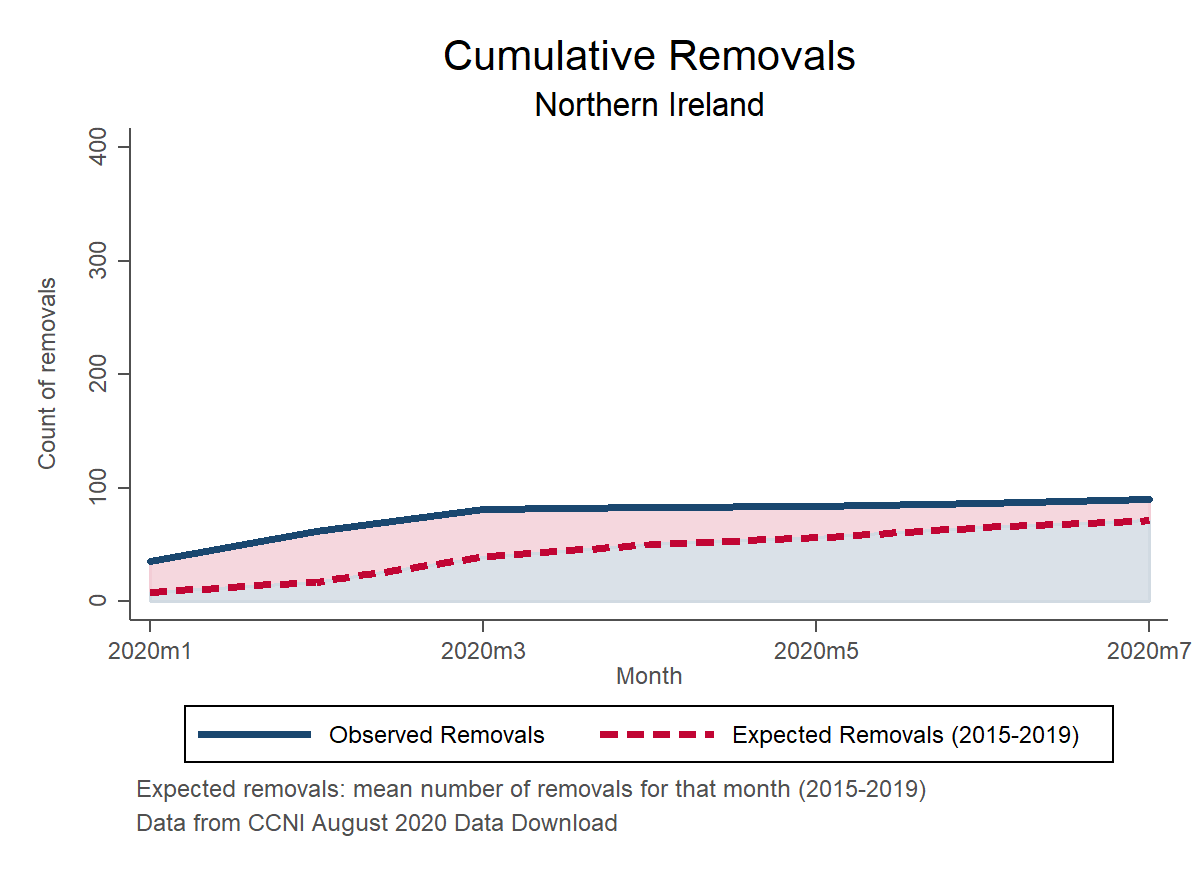 Cumulative Removals
Northern Ireland
400
300
200
100
0
Count of removals
2020m1 2020m3 2020m5 2020m7
Month
Observed Removals Expected Removals (2015-2019)
Expected removals: mean number of removals for that month (2015-2019)
Data from CCNI August 2020 Data Download